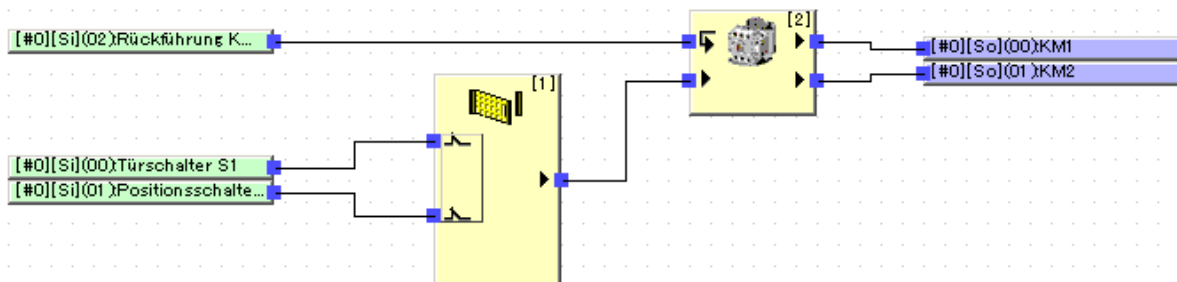 [#0][Si](02):Rückführung K...
[2]
[#0][So](00):KM1
[#0][So](01):KM2
[1]
[#0][Si](00):Türschalter S1
[#0][Si](01):Positionsschalte...